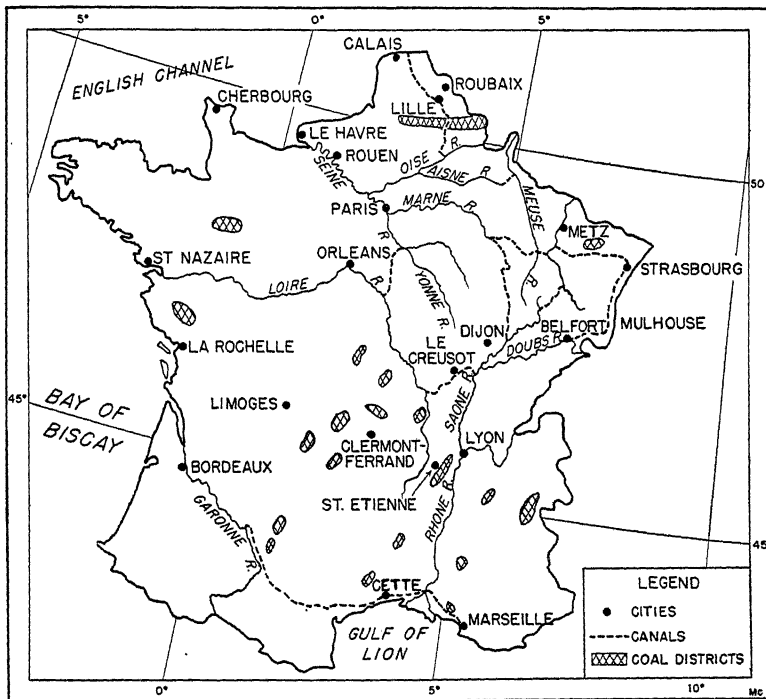 5°
0°
5°
CALAIS
ENGLISH CHANNEL
ROUBAIX
CHERBOURG
LILLE
LE HAVRE
ROUEN
SEINE
OISE
R.
AISNE R.
50
PARIS
MARNE R.
MEUSE
R.
METZ
ST NAZAIRE
ORLEANS
R.
STRASBOURG
LOIRE
R.
YONNE R.
DIJON
BELFORT
MULHOUSE
LE
CREUSOT
DOUBS R.
LA ROCHELLE
45°
BAY OF
BISCAY
LIMOGES
SAONE R.
CLERMONT-
FERRAND
LYON
BORDEAUX
ST. ETIENNE
GARONNE R.
RHONE R.
45
CETTE
MARSEILLE
GULF OF
LION
LEGEND
CITIES
CANALS
COAL DISTRICTS
0°
5°
10°
Mc